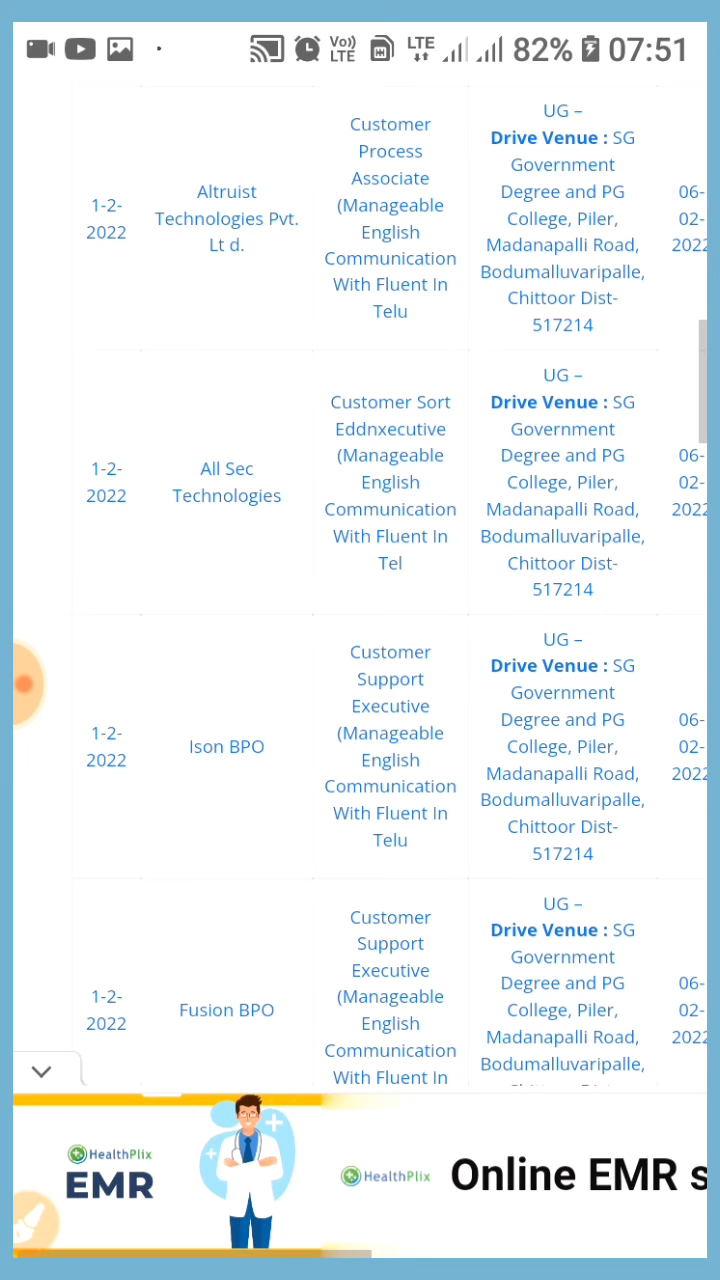 Vo)) LTE LTE 82% 07:51
1-2-
2022
Altruist
Technologies Pvt.
Lt d.
Customer
Process
Associate
(Manageable
English
Communication
With Fluent In
Telu
UG –
Drive Venue : SG
Government
Degree and PG
College, Piler,
Madanapalli Road,
Bodumalluvaripalle,
Chittoor Dist-
517214
06-
02-
2022
1-2-
2022
All Sec
Technologies
Customer Sort
Eddnxecutive
(Manageable
English
Communication
With Fluent In
Tel
UG –
Drive Venue : SG
Government
Degree and PG
College, Piler,
Madanapalli Road,
Bodumalluvaripalle,
Chittoor Dist-
517214
06-
02-
2022
1-2-
2022
Ison BPO
Customer
Support
Executive
(Manageable
English
Communication
With Fluent In
Telu
UG –
Drive Venue : SG
Government
Degree and PG
College, Piler,
Madanapalli Road,
Bodumalluvaripalle,
Chittoor Dist-
517214
06-
02-
2022
1-2-
2022
Fusion BPO
Customer
Support
Executive
(Manageable
English
Communication
With Fluent In
UG –
Drive Venue : SG
Government
Degree and PG
College, Piler,
Madanapalli Road,
Bodumalluvaripalle,
06-
02-
2022
HealthPlix
EMR
HealthPlix
Online EMR s